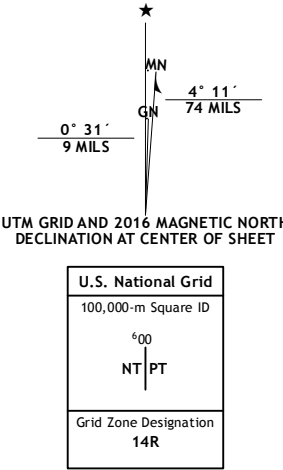 ★
MN
4° 11´
74 MILS
GN
0° 31´
9 MILS
UTM GRID AND 2016 MAGNETIC NORTH
DECLINATION AT CENTER OF SHEET
U.S. National Grid
100,000-m Square ID
⁶00
NT PT
Grid Zone Designation
14R